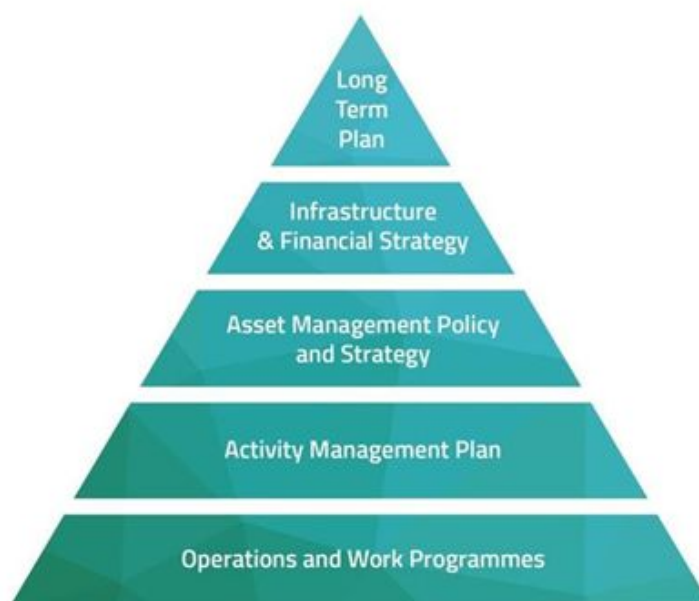 Long
Term
Plan
Infrastructure
& Financial Strategy
Asset Management Policy
and Strategy
Activity Management Plan
Operations and Work Programmes